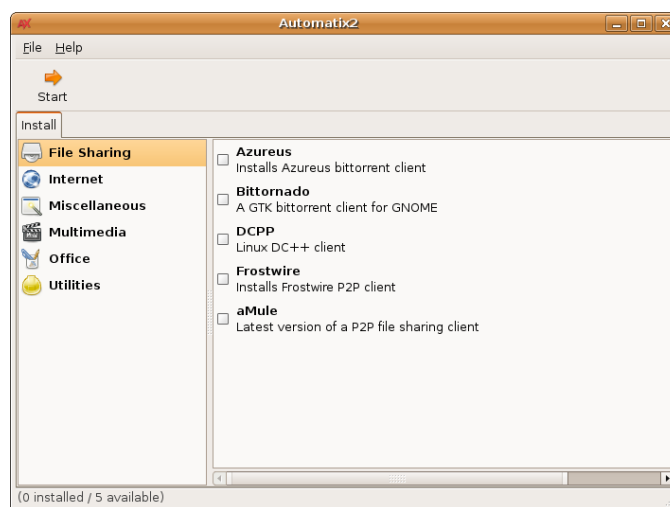 Automatix2
File Help
Start
Install
File Sharing
Internet
Miscellaneous
Multimedia
Office
Utilities
Azureus
Installs Azureus bittorrent client
Bittornado
A GTK bittorrent client for GNOME
DCPP
Linux DC++ client
Frostwire
Installs Frostwire P2P client
aMule
Latest version of a P2P file sharing client
(0 installed / 5 available)